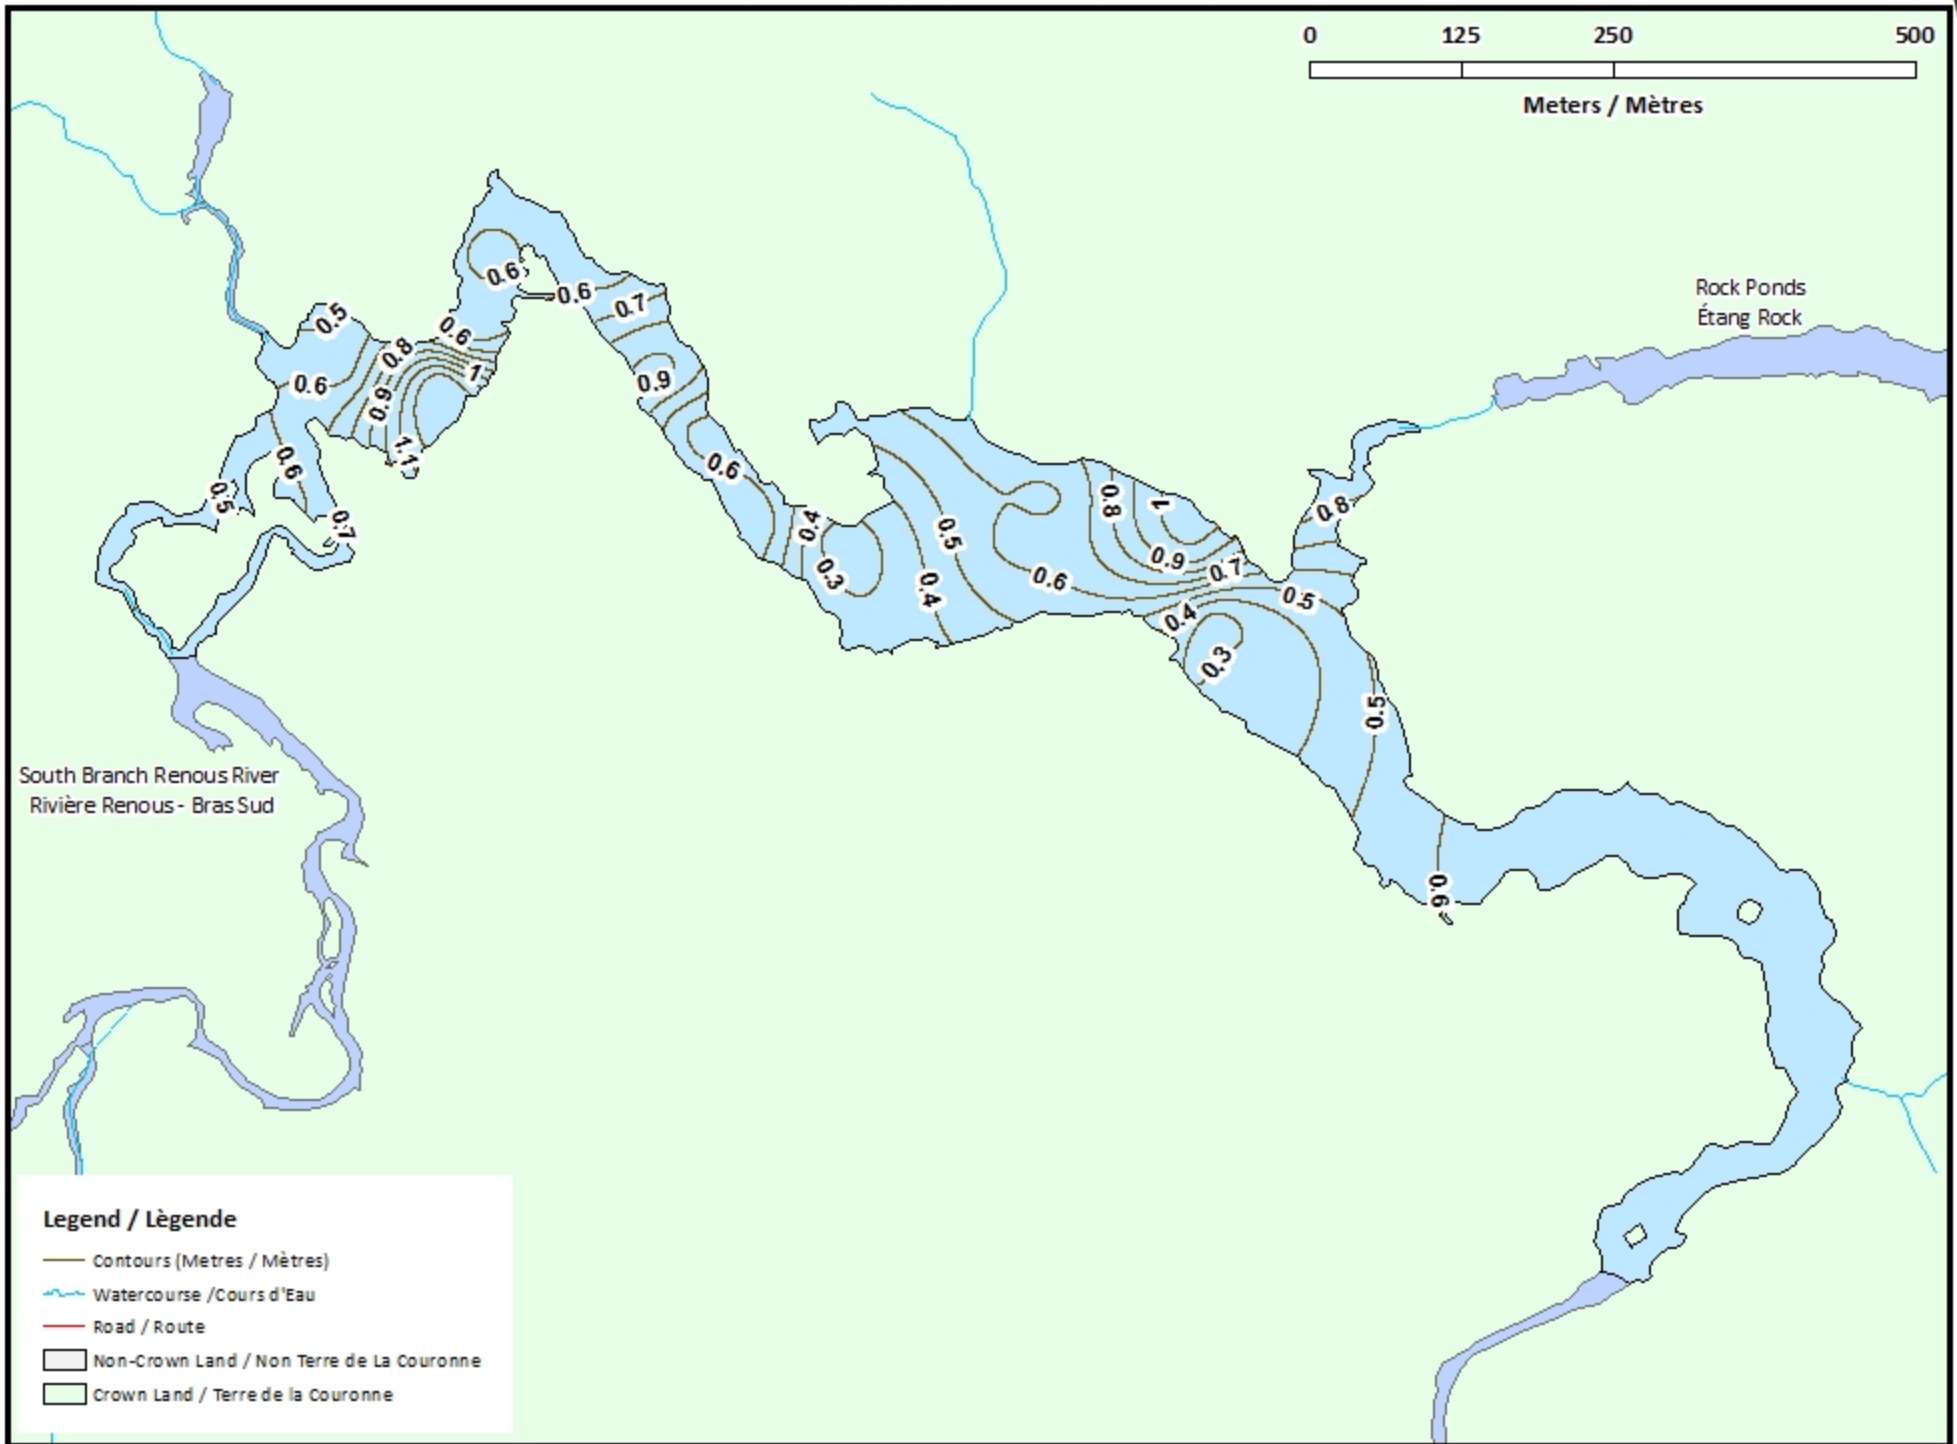 0 125 250 500
Meters / Mètres
Rock Ponds
Étang Rock
0.6
0.6
0.7
0.5
0.6
0.8
1
0.9
0.6
0.9
1.1
0.6
0.5
0.7
0.6
0.4
0.3
0.5
0.4
0.6
0.8
1
0.9
0.7
0.8
0.5
0.4
0.3
0.5
0.6
South Branch Renous River
Rivière Renous - Bras Sud
Legend / Lègende
Contours (Metres / Mètres)
Watercourse /Cours d'Eau
Road / Route
Non-Crown Land / Non Terre de La Couronne
Crown Land / Terre de la Couronne